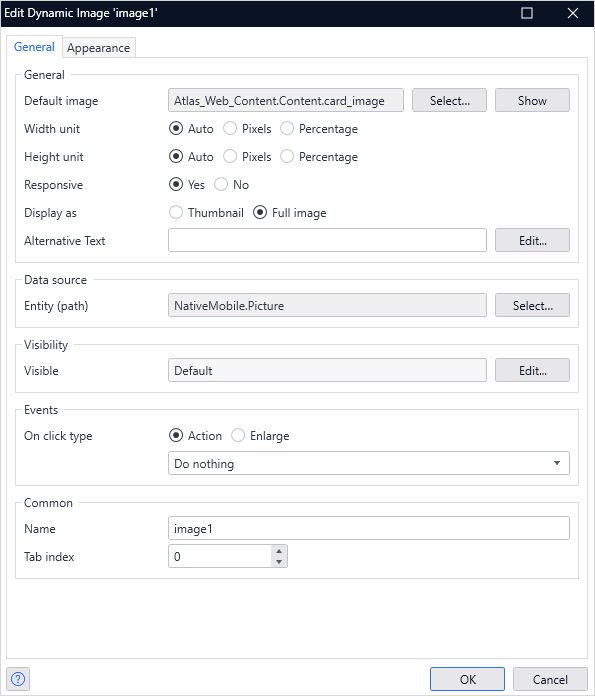 Edit Dynamic Image 'image1'
General Appearance
General
Default image Atlas_Web_Content.Content.card_image Select... Show
Width unit Auto Pixels Percentage
Height unit Auto Pixels Percentage
Responsive Yes No
Display as Thumbnail Full image
Alternative Text Edit...
Data source
Entity (path) NativeMobile.Picture Select...
Visibility
Visible Default Edit...
Events
On click type Action Enlarge
Do nothing
Common
Name image1
Tab index 0
? OK Cancel